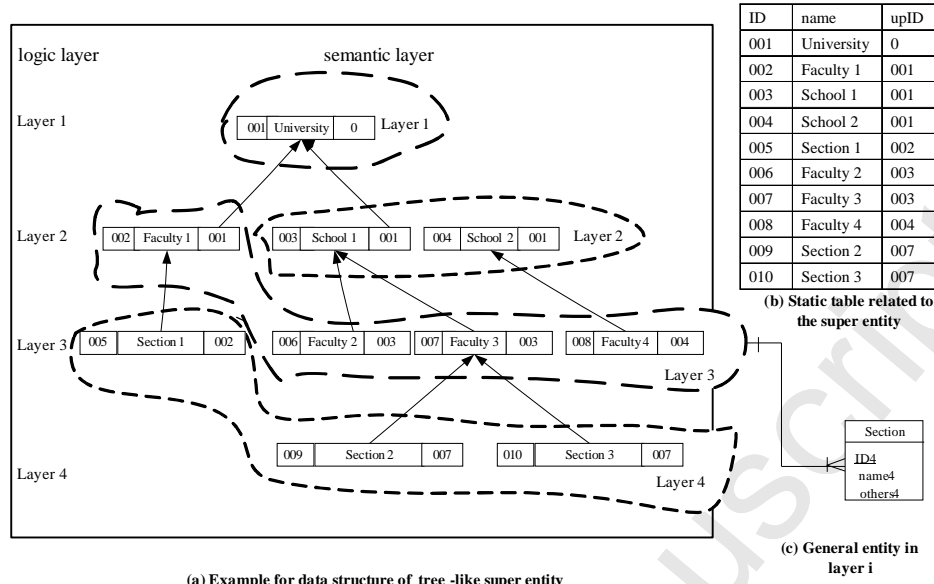 logic layer semantic layer
Layer 1
001 University 0 Layer 1
Layer 2
002 Faculty 1 001
003 School 1 001
004 School 2 001
Layer 2
Layer 3
005 Section 1 002
006 Faculty 2 003
007 Faculty 3 003
008 Faculty 4 004
Layer 3
009 Section 2 007
010 Section 3 007
Layer 4
Layer 4
(a) Example for data structure of tree -like super entity
ID name upID
001 University 0
002 Faculty 1 001
003 School 1 001
004 School 2 001
005 Section 1 002
006 Faculty 2 003
007 Faculty 3 003
008 Faculty 4 004
009 Section 2 007
010 Section 3 007
(b) Static table related to
the super entity
Section
ID4
name4
others4
(c) General entity in
layer i
uscript